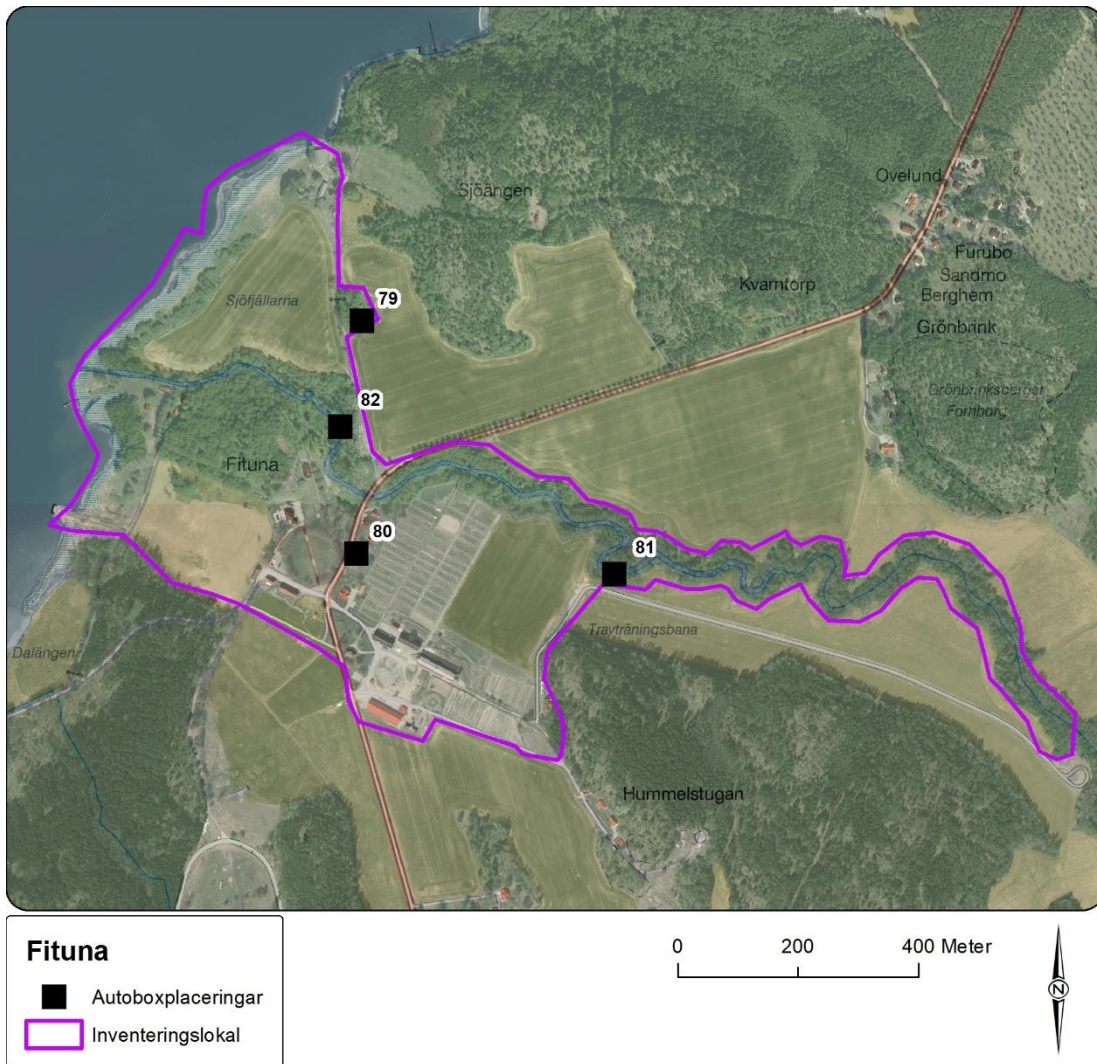 Sjöängen
Ovelund
Furubo
Sandmo
Berghem
Kvarntorp
Grönbrink
Sjöfjällarna
79
Grönbrinksberget
Fornborg
82
Fituna
80
81
Travträningsbana
Dalängen
Hummelstugan
Fituna
Autoboxplaceringar
Inventeringslokal
0 200 400 Meter
N